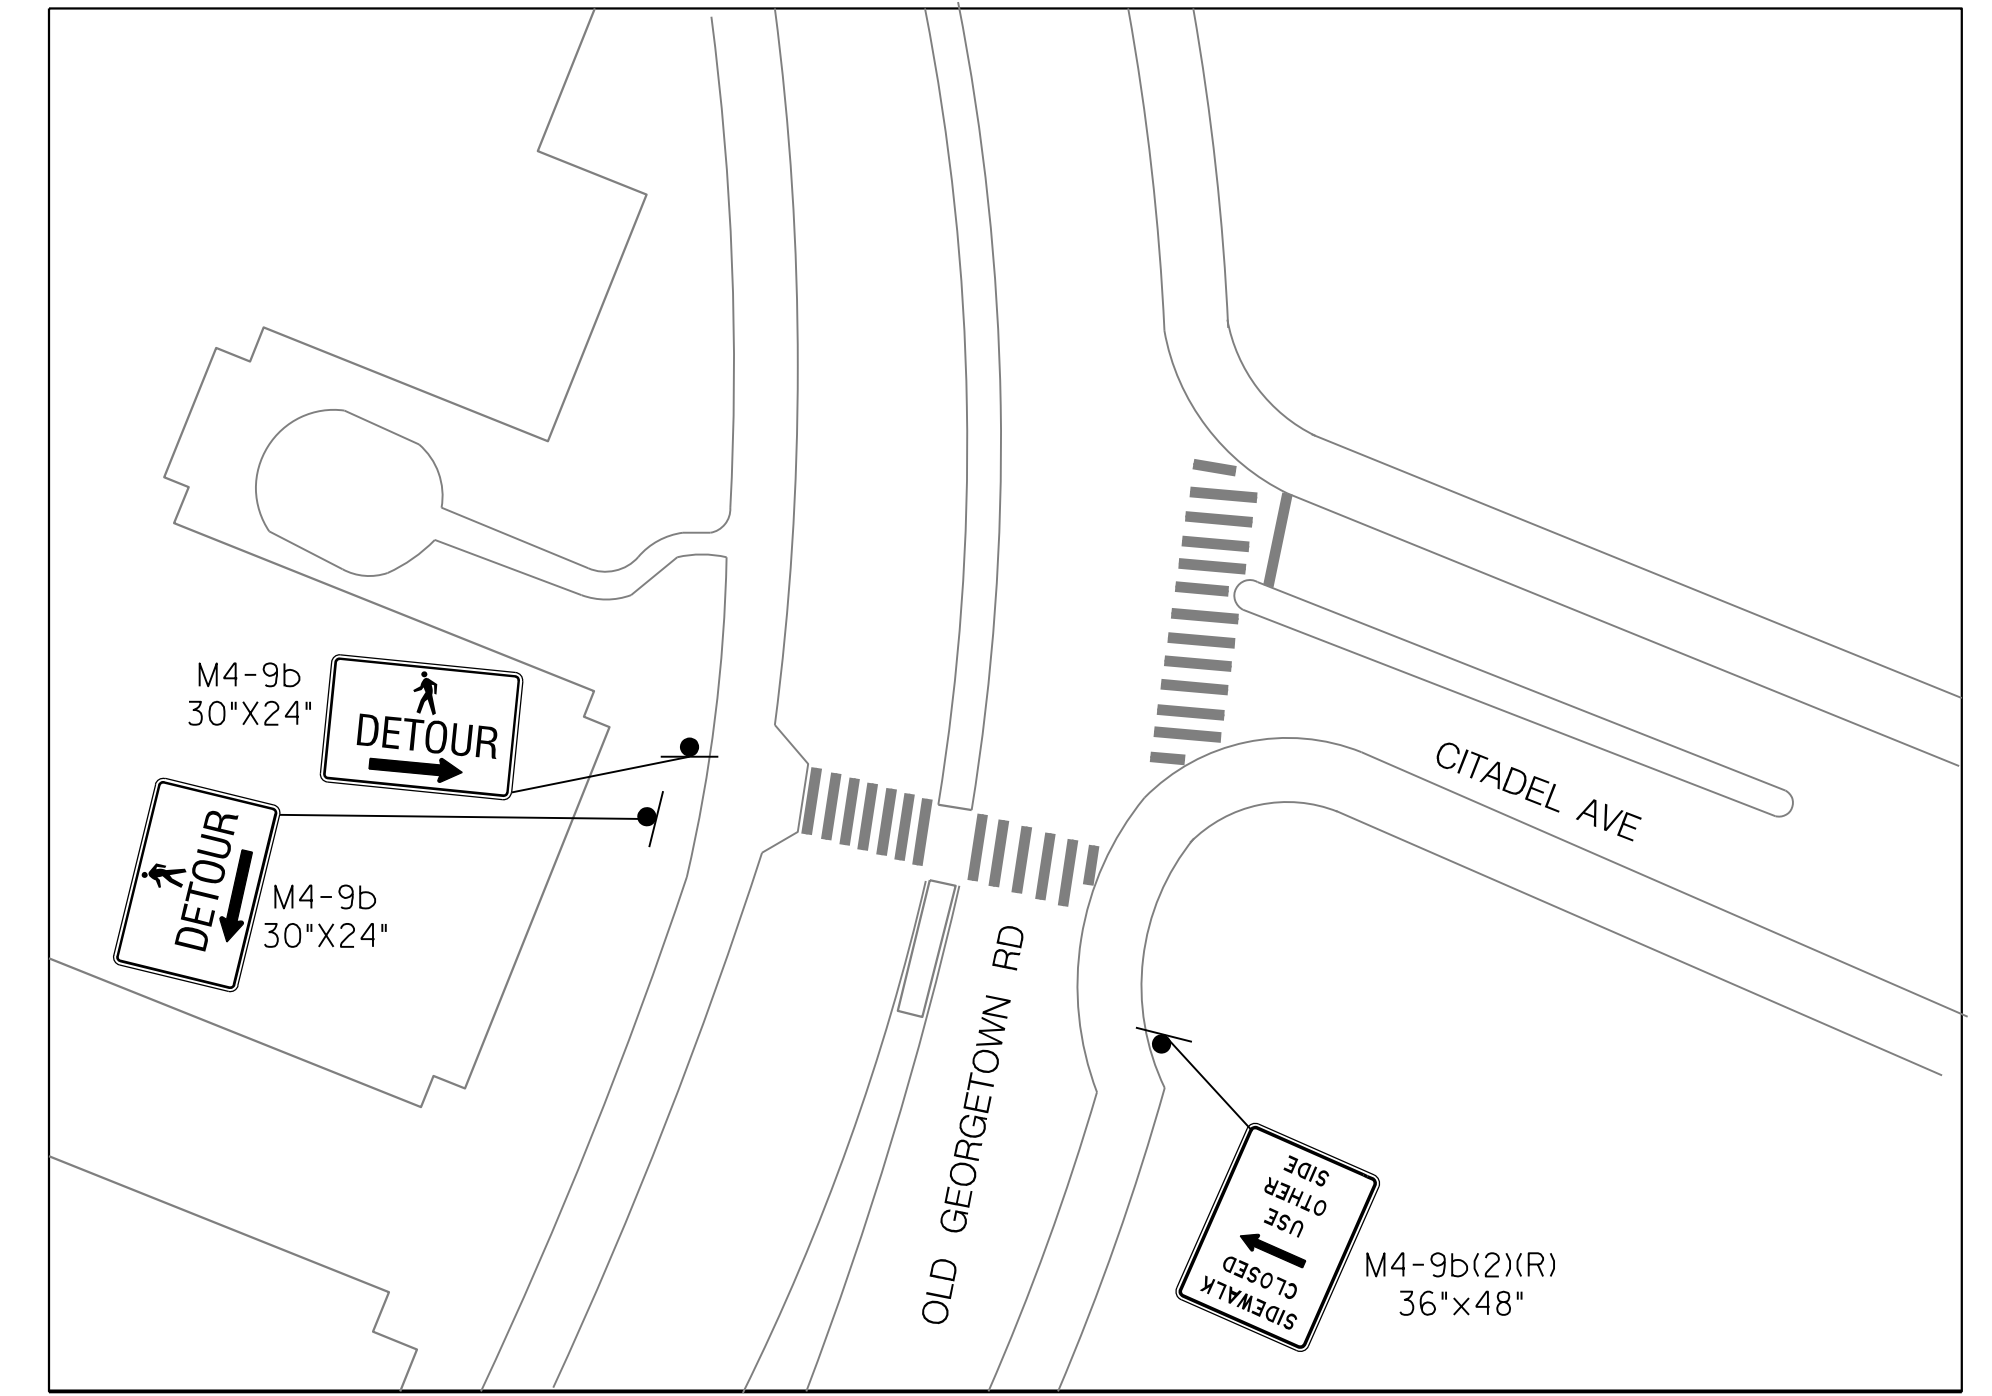 M4-9b
30"X24"
DETOUR
DETOUR
M4-9b
30"X24"
CITADEL AVE
OLD GEORGETOWN RD
SIDEWALK
CLOSED
USE
OTHER
SIDE
M4-9b(2)(R)
36"x48"